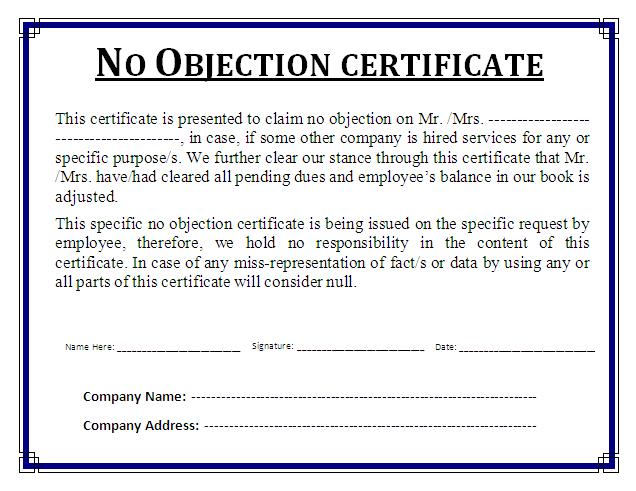 NO OBJECTION CERTIFICATE
This certificate is presented to claim no objection on Mr. /Mrs. ------------------
----------------------, in case, if some other company is hired services for any or
specific purpose/s. We further clear our stance through this certificate that Mr.
/Mrs. have/had cleared all pending dues and employee's balance in our book is
adjusted.
This specific no objection certificate is being issued on the specific request by
employee, therefore, we hold no responsibility in the content of this
certificate. In case of any miss-representation of fact/s or data by using any or
all parts of this certificate will consider null.
Name Here: _________________________ Signature: __________________________ Date: ____________________________
Company Name: -------------------------------------------------------------------
Company Address: -----------------------------------------------------------------